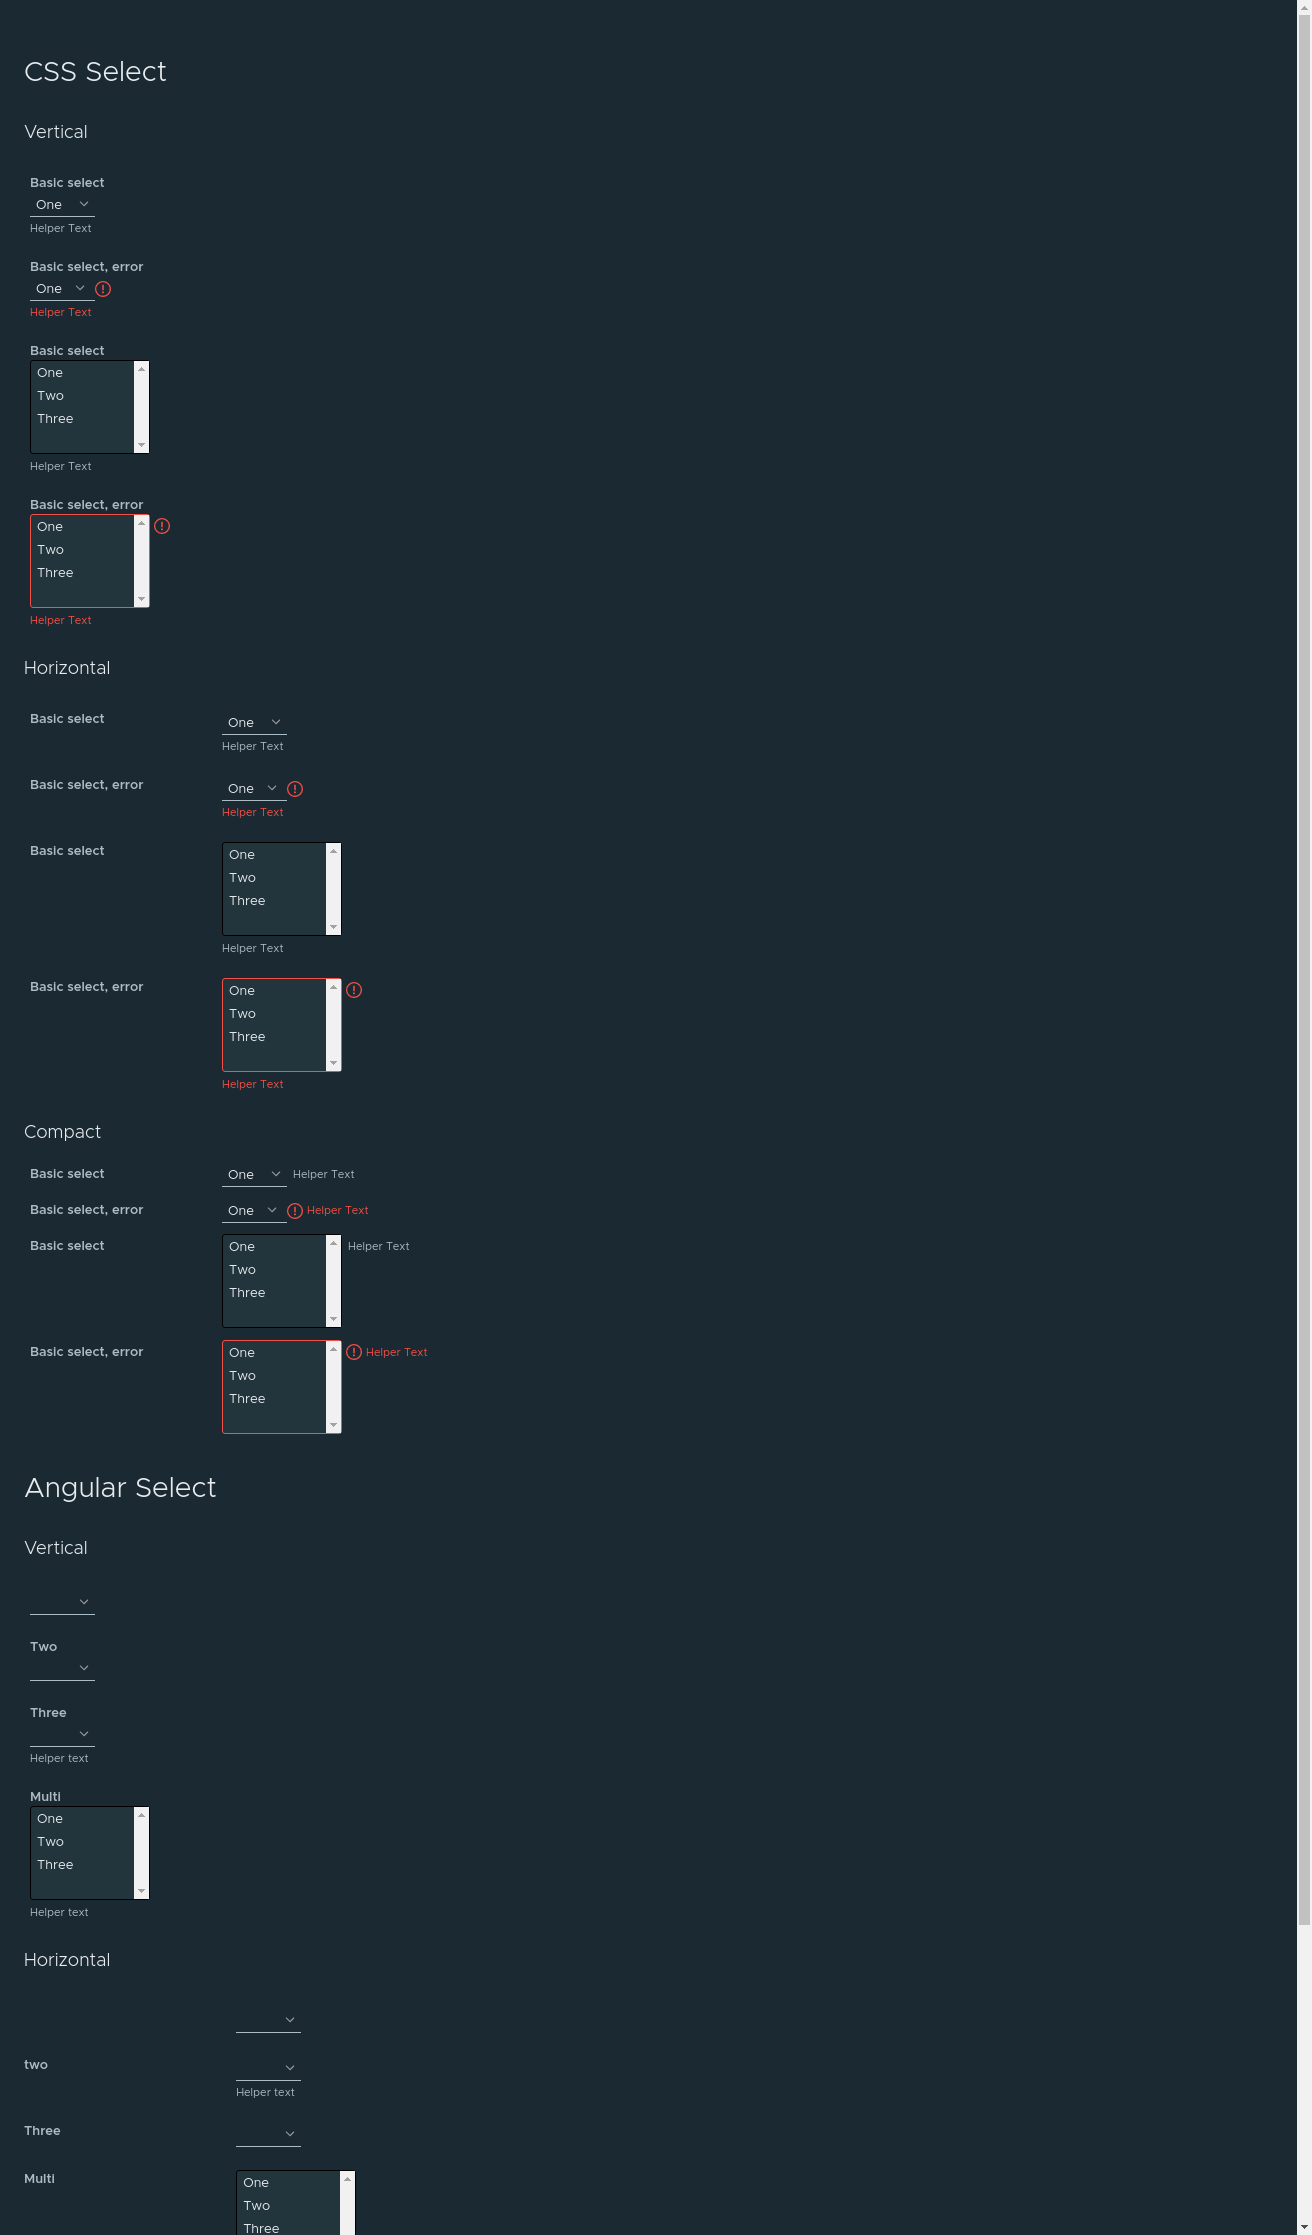 CSS Select
Vertical
Basic select
One
Helper Text
Basic select, error
One
Helper Text
Basic select
One
Two
Three
Helper Text
Basic select, error
One
Two
Three
Helper Text
Horizontal
Basic select One
Helper Text
Basic select, error One
Helper Text
Basic select One
Two
Three
Helper Text
Basic select, error One
Two
Three
Helper Text
Compact
Basic select One Helper Text
Basic select, error One Helper Text
Basic select One Helper Text
Two
Three
Basic select, error One Helper Text
Two
Three
Angular Select
Vertical
Two
Three
Helper text
Multi
One
Two
Three
Helper text
Horizontal
two
Helper text
Three
Multi One
Two
Three